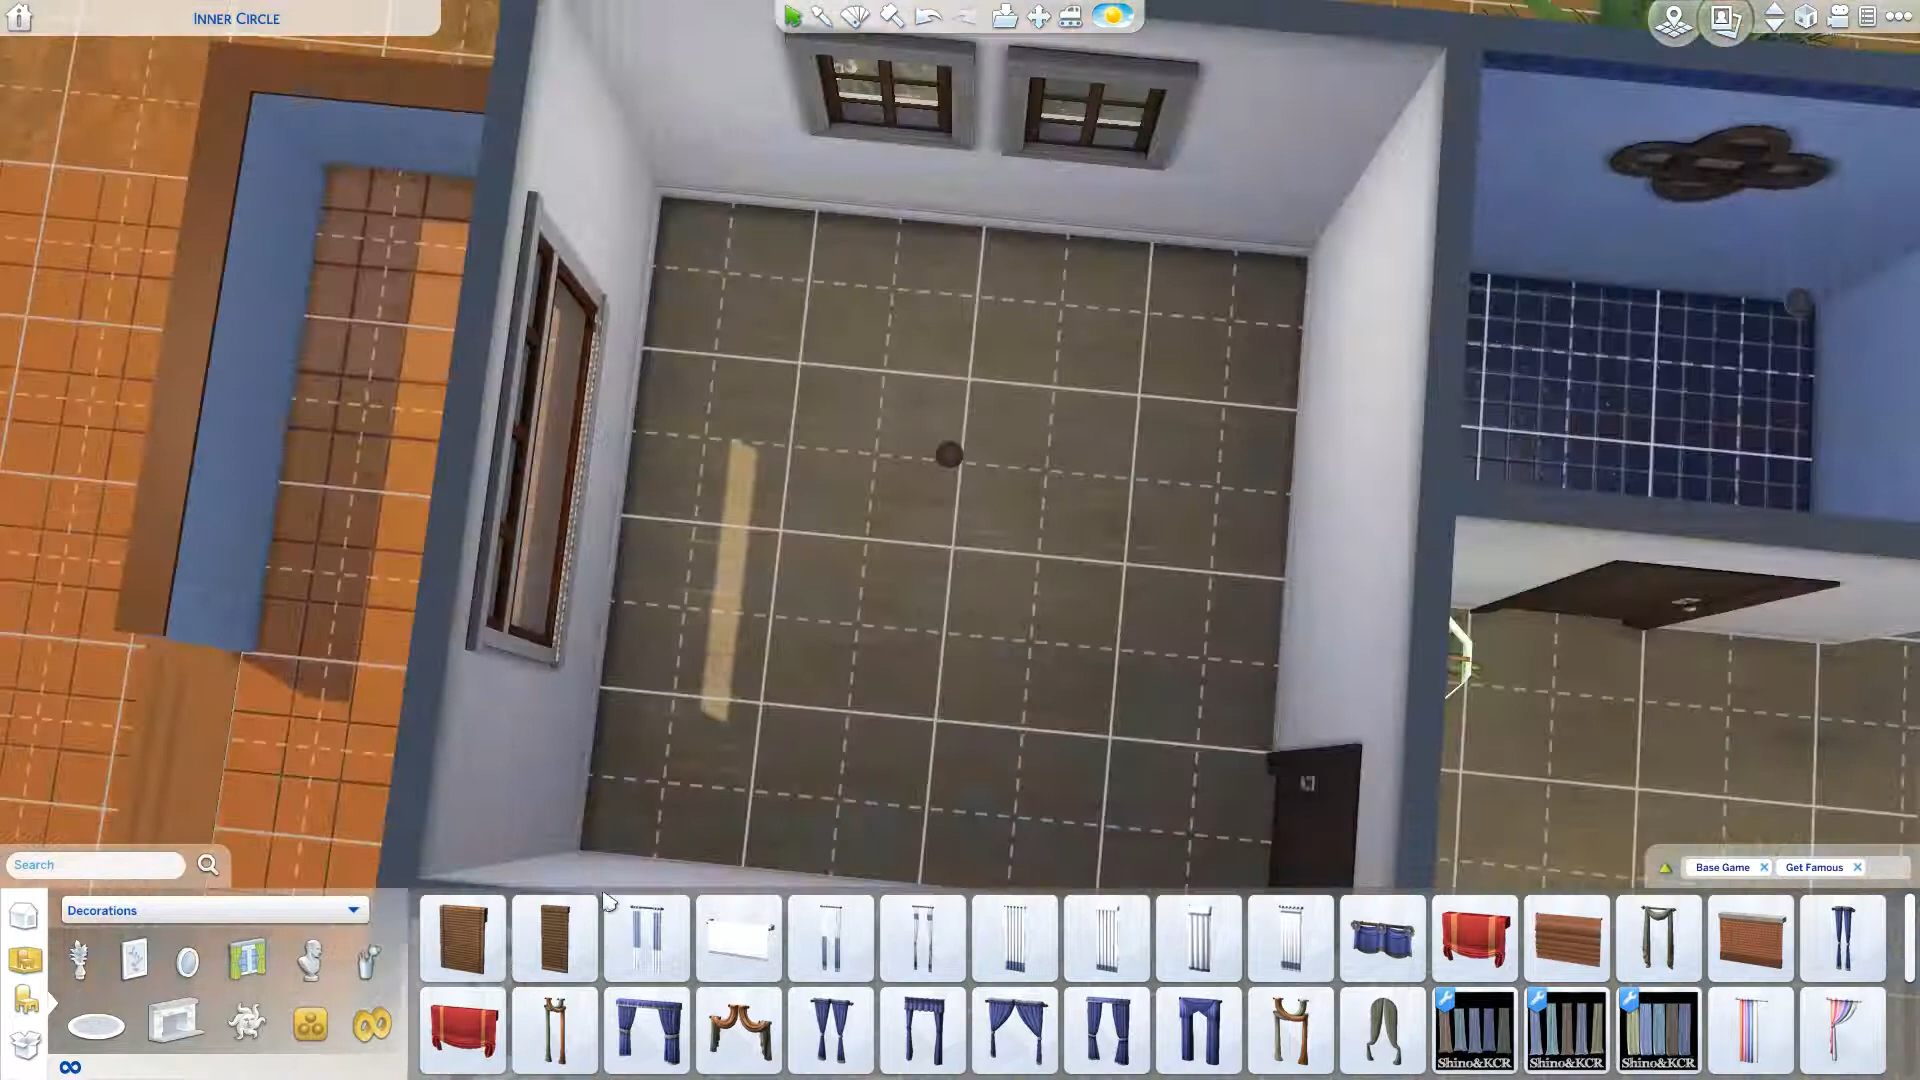 INNER CIRCLE
Search
Base Game
Get Famous
Decorations
Shino&KCR
Shino&KCR
Shino&KCR